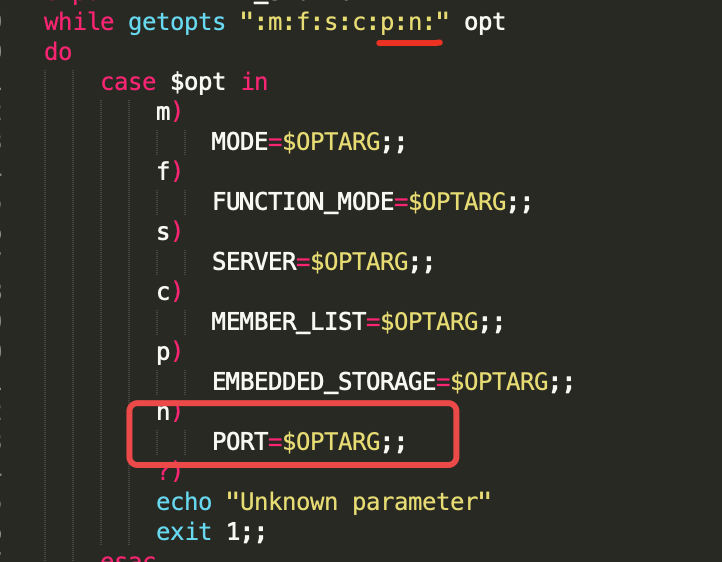 while getopts ":m:f:s:c:p:n:" opt
do
case $opt in
m)
MODE=$OPTARG;;
f)
FUNCTION_MODE=$OPTARG;;
s)
SERVER=$OPTARG;;
c)
MEMBER_LIST=$OPTARG;;
p)
EMBEDDED_STORAGE=$OPTARG;;
n)
PORT=$OPTARG;;
?)
echo "Unknown parameter"
exit 1;;
esac